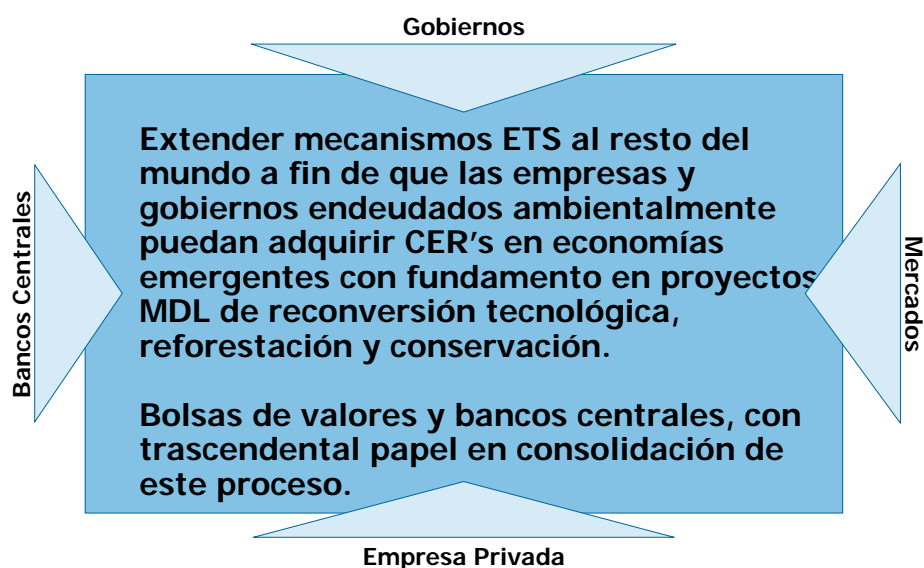 Gobiernos
Extender mecanismos ETS al resto del
mundo a fin de que las empresas y
gobiernos endeudados ambientalmente
puedan adquirir CER's en economías
emergentes con fundamento en proyectos
MDL de reconversión tecnológica,
reforestación y conservación.
Bolsas de valores y bancos centrales, con
trascendental papel en consolidación de
este proceso.
Bancos Centrales
Mercados
Empresa Privada